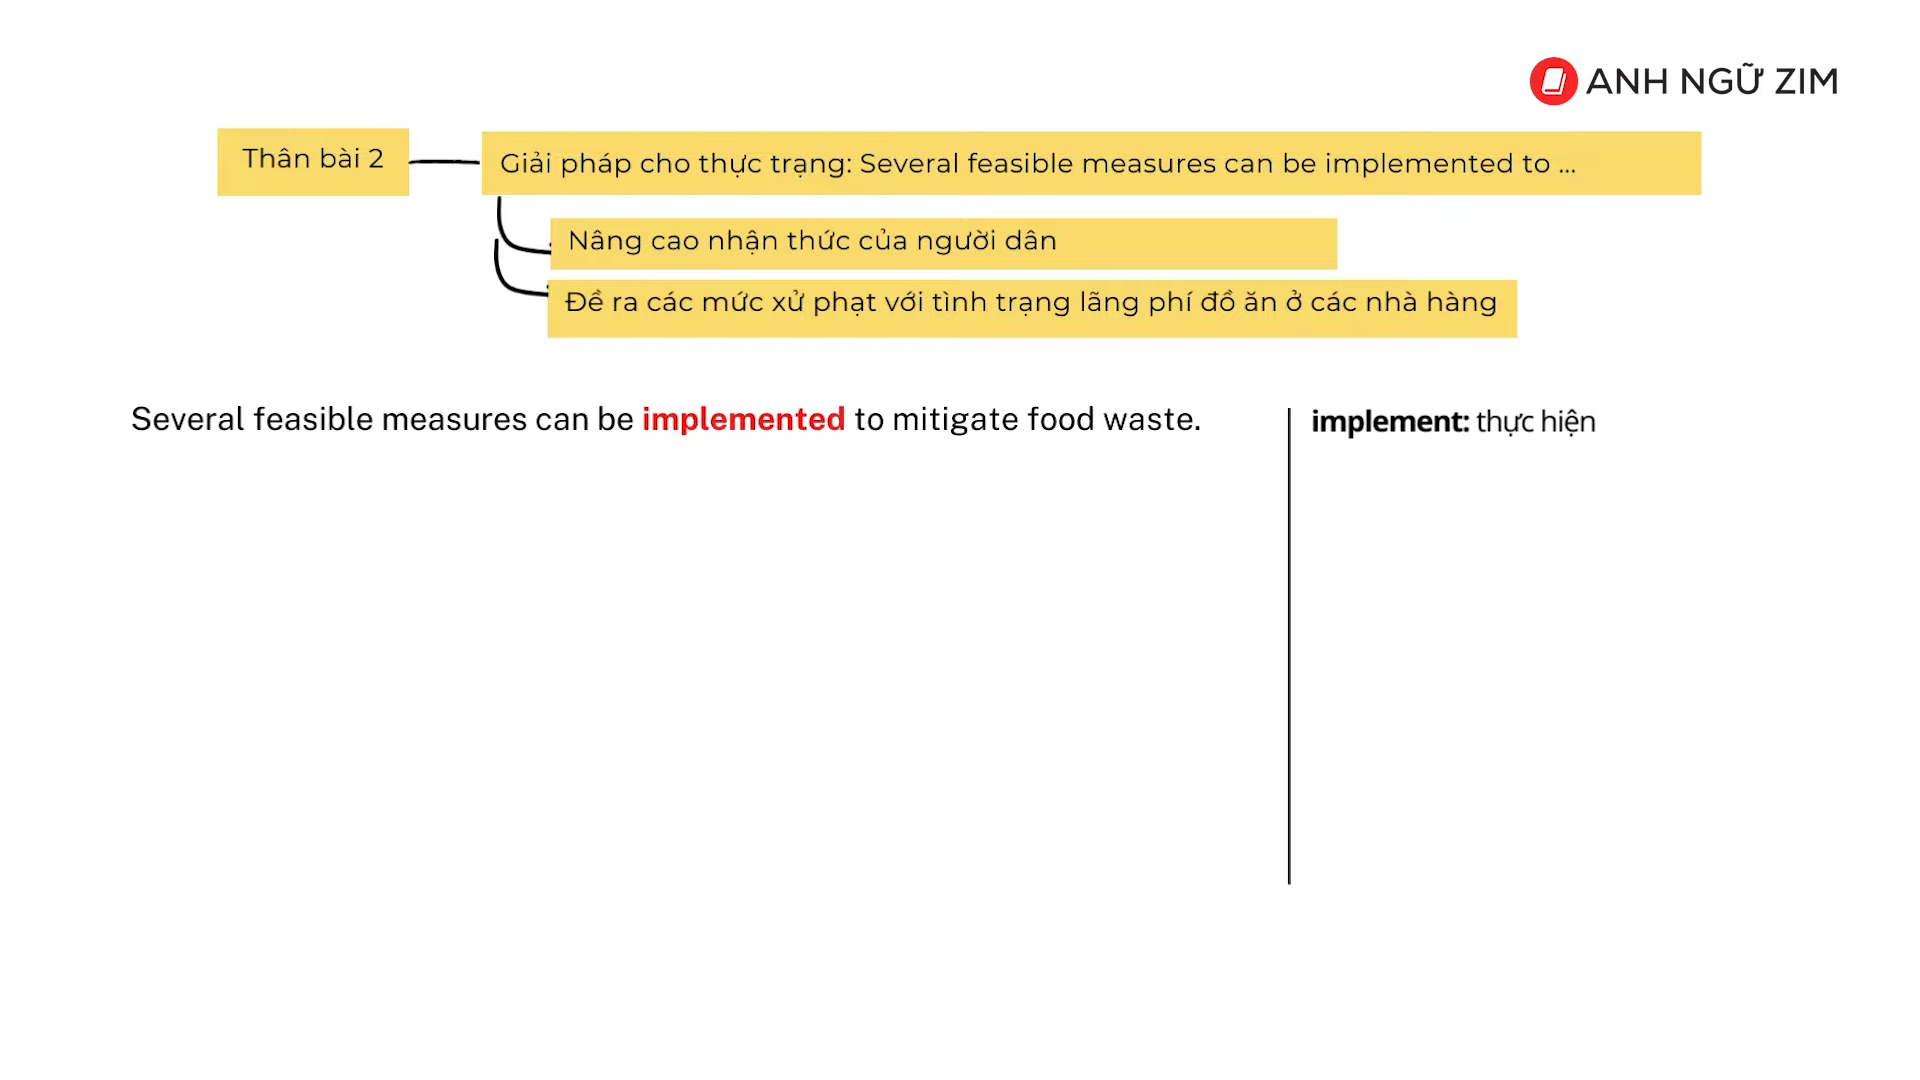 ANH NGỮ ZIM
Thân bài 2
Giải pháp cho thực trạng: Several feasible measures can be implemented to ...
Nâng cao nhận thức của người dân
Đề ra các mức xử phạt với tình trạng lãng phí đồ ăn ở các nhà hàng
Several feasible measures can be implemented to mitigate food waste.
implement: thực hiện